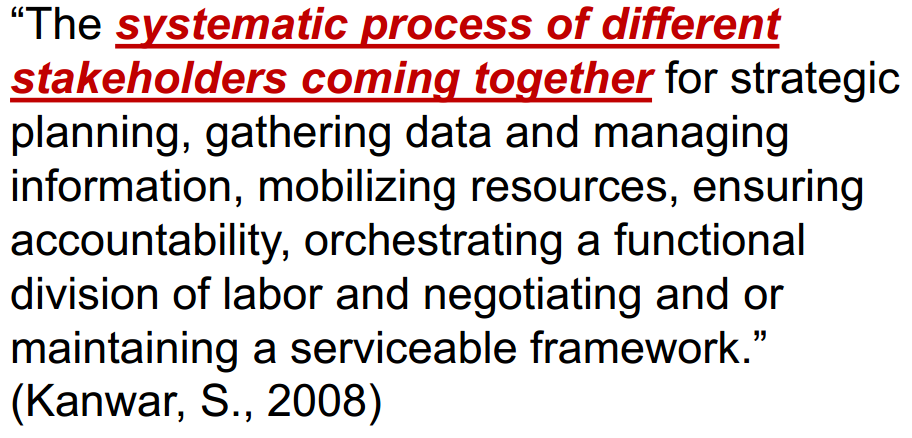 “The systematic process of different
stakeholders coming together for strategic
planning, gathering data and managing
information, mobilizing resources, ensuring
accountability, orchestrating a functional
division of labor and negotiating and or
maintaining a serviceable framework.”
(Kanwar, S., 2008)